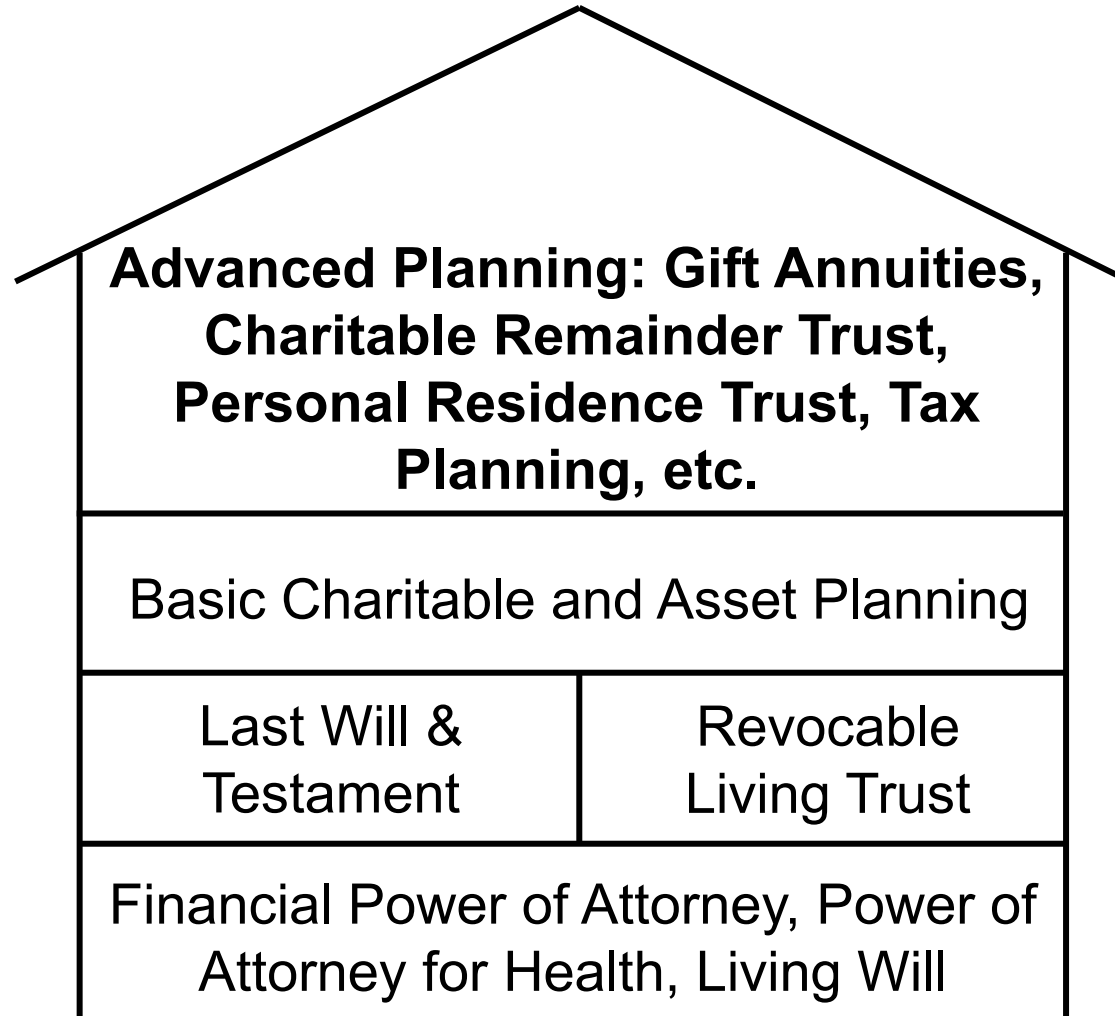 Advanced Planning: Gift Annuities,
Charitable Remainder Trust,
Personal Residence Trust, Tax
Planning, etc.
Basic Charitable and Asset Planning
Last Will &
Testament
Revocable
Living Trust
Financial Power of Attorney, Power of
Attorney for Health, Living Will